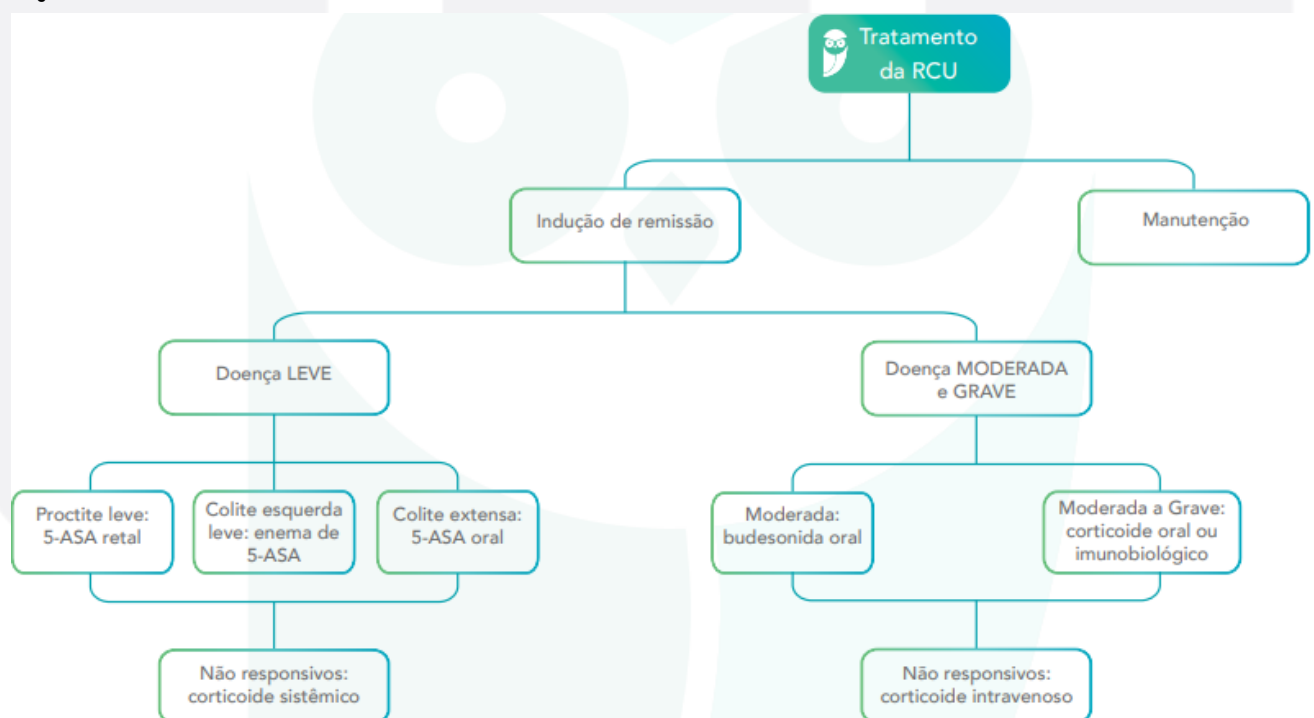 Tratamento
da RCU
Indução de remissão
Manutenção
Doença LEVE
Doença MODERADA
e GRAVE
Proctite leve:
5-ASA retal
Colite esquerda
leve: enema de
5-ASA
Colite extensa:
5-ASA oral
Moderada:
budesonida oral
Moderada a Grave:
corticoide oral ou
imunobiológico
Não responsivos:
corticoide sistêmico
Não responsivos:
corticoide intravenoso